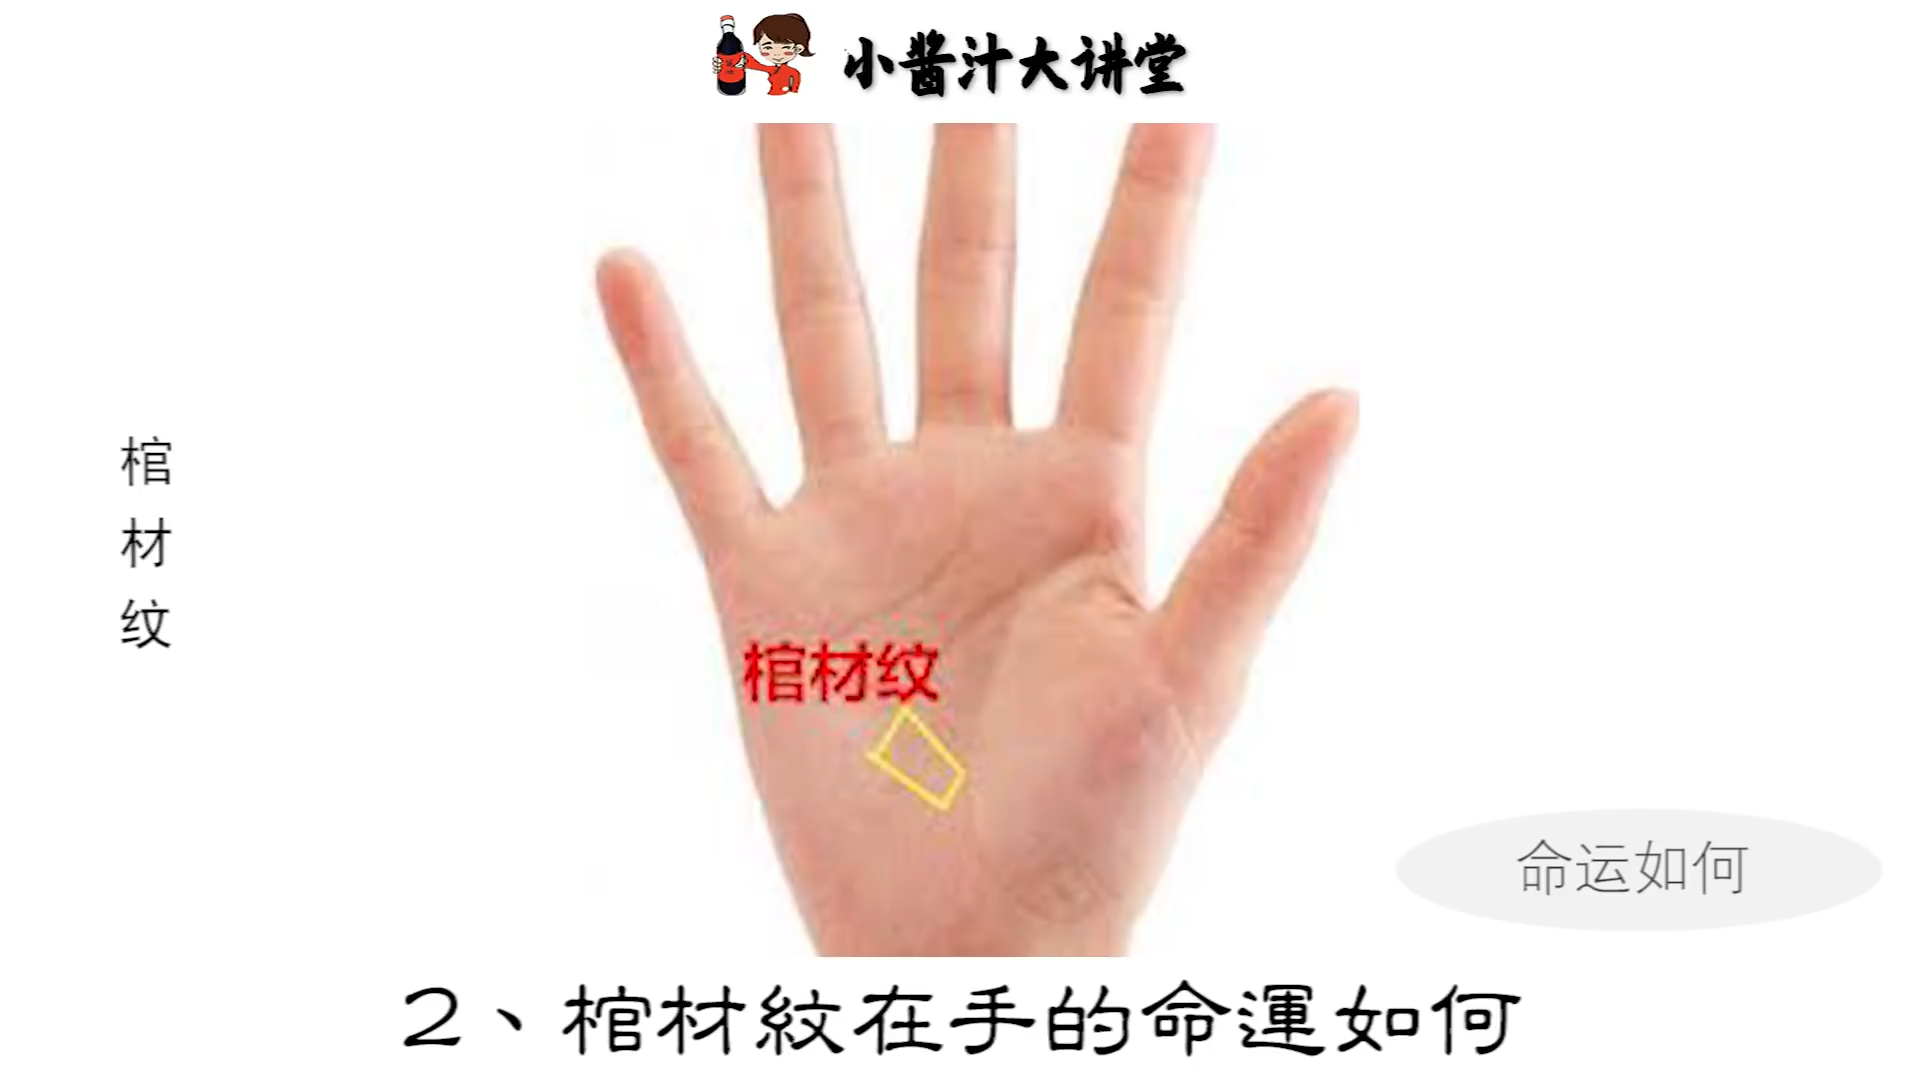 小酱汁大讲堂
棺材纹
棺材纹
命运如何
2、棺材紋在手的命運如何